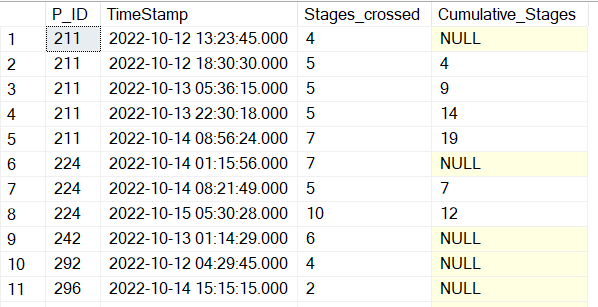 P_ID TimeStamp Stages_crossed Cumulative_Stages
1 211 2022-10-12 13:23:45.000 4 NULL
2 211 2022-10-12 18:30:30.000 5 4
3 211 2022-10-13 05:36:15.000 5 9
4 211 2022-10-13 22:30:18.000 5 14
5 211 2022-10-14 08:56:24.000 7 19
6 224 2022-10-14 01:15:56.000 7 NULL
7 224 2022-10-14 08:21:49.000 5 7
8 224 2022-10-15 05:30:28.000 10 12
9 242 2022-10-13 01:14:29.000 6 NULL
10 292 2022-10-12 04:29:45.000 4 NULL
11 296 2022-10-14 15:15:15.000 2 NULL